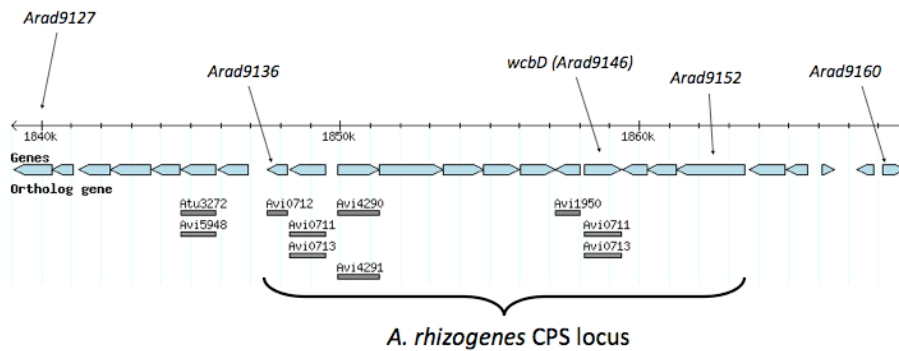 Arad9127
Arad9136
wcbD (Arad9146)
Arad9152
Arad9160
1840k 1850k 1860k
Genes
Ortholog gene
Atu3272 Avi0712 Avi4290 Avi1950
Avi5948 Avi0711 Avi0711
Avi0713 Avi0713
Avi4291
A. rhizogenes CPS locus